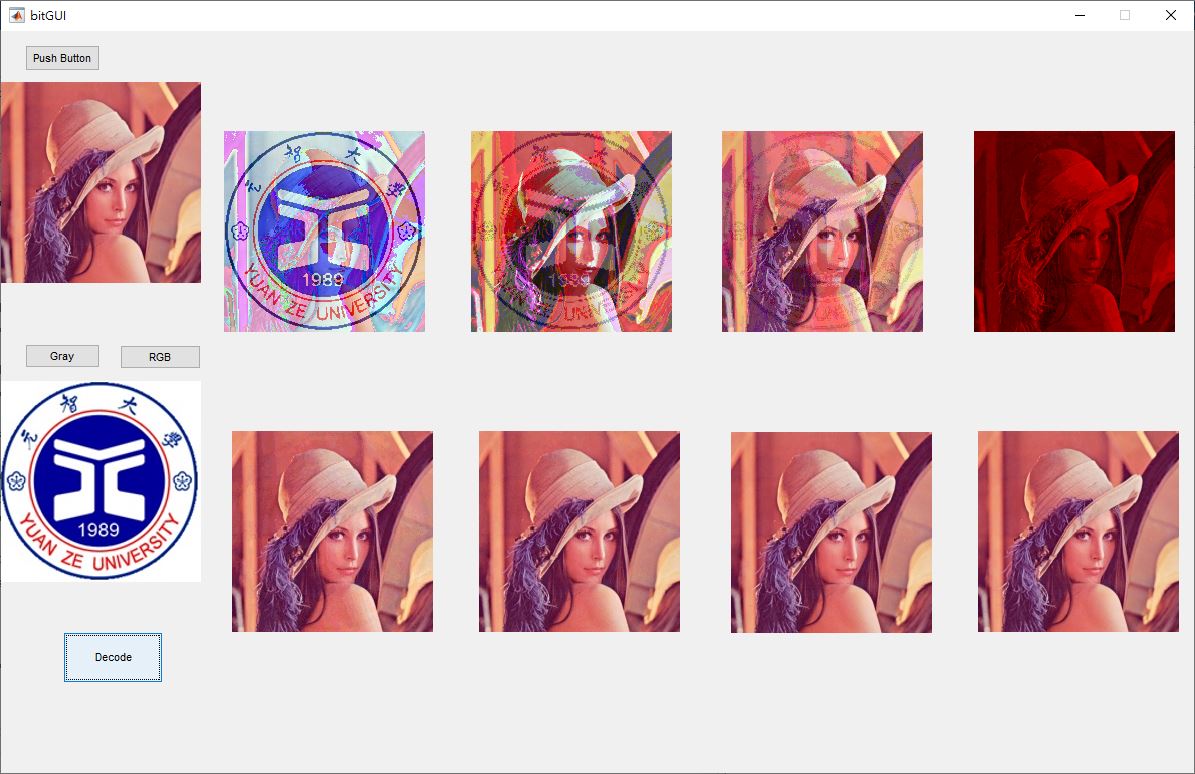 bitGUI
Push Button
智 大
元 學
YUAN ZE UNIVERSITY
1989
Gray
RGB
元 智 大 學
1989
YUAN ZE UNIVERSITY
Decode